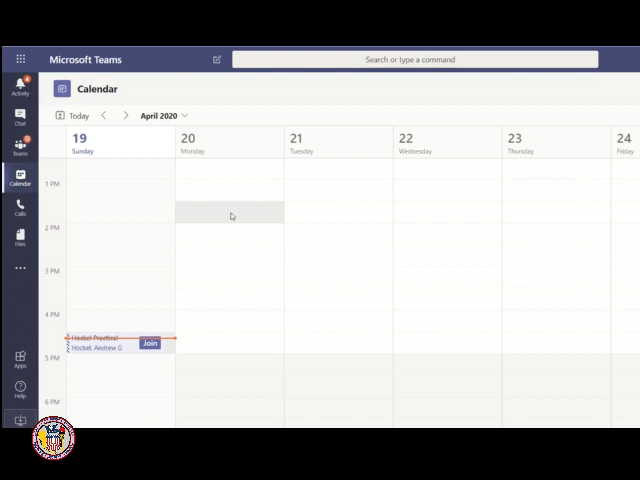 Microsoft Teams
Search or type a command
Activity
Chat
Teams
Calendar
Calls
Files
Apps
Help
Calendar
Today
April 2020
19
Sunday
20
Monday
21
Tuesday
22
Wednesday
23
Thursday
24
Friday
1 PM
2 PM
3 PM
4 PM
5 PM
6 PM
Hockel Practical
Hockel, Andrew G
Join